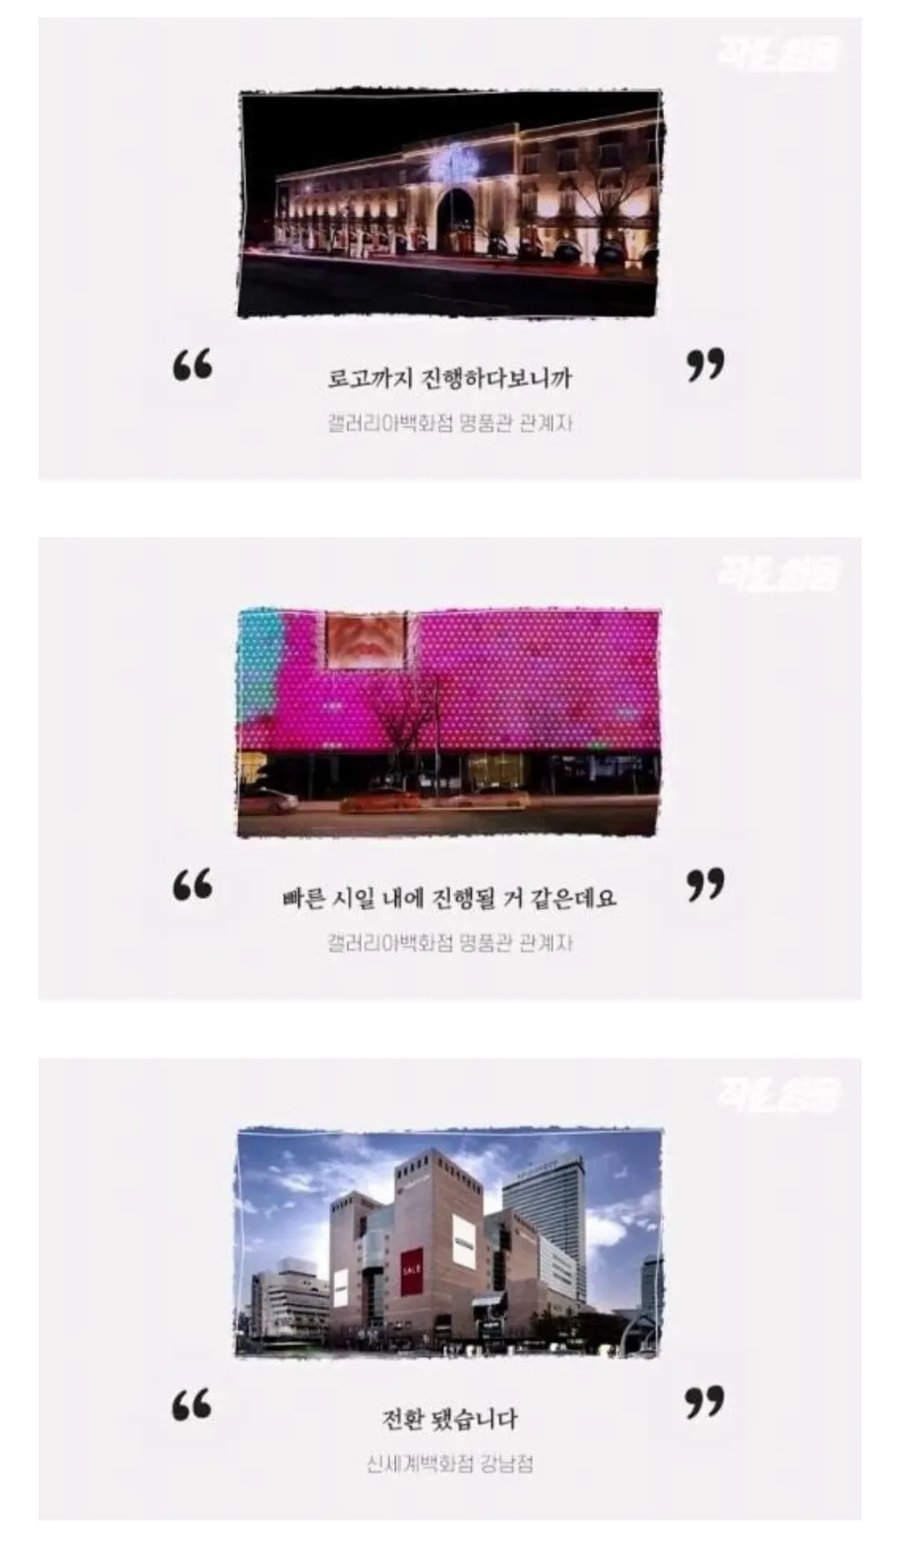 로고까지 진행하다보니까
갤러리아백화점 명품관 관계자
빠른 시일 내에 진행될 거 같은데요
갤러리아백화점 명품관 관계자
SALE
전환 됐습니다
신세계백화점 강남점